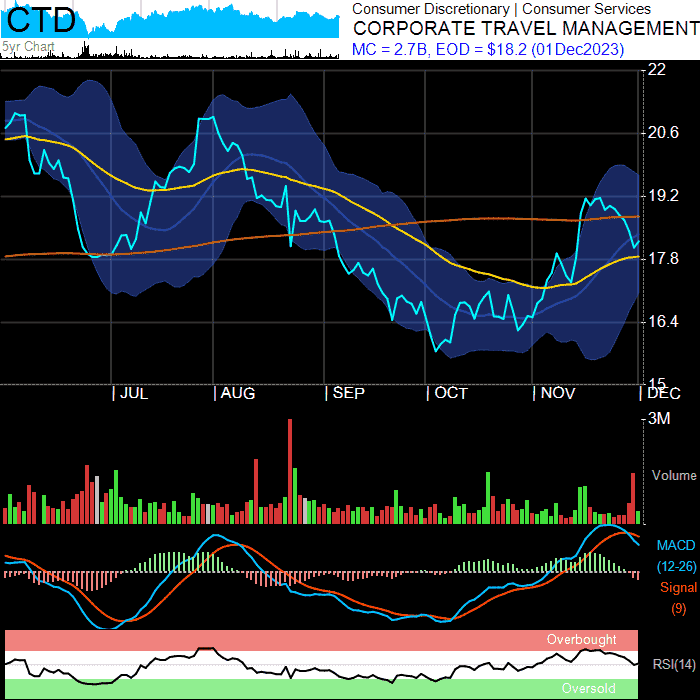 CTD
5yr Chart
Consumer Discretionary | Consumer Services
CORPORATE TRAVEL MANAGEMENT
MC = 2.7B, EOD = $18.2 (01Dec2023)
22
20.6
19.2
17.8
16.4
15
JUL AUG SEP OCT NOV DEC
3M
Volume
MACD
(12-26)
Signal
(9)
Overbought
RSI(14)
Oversold